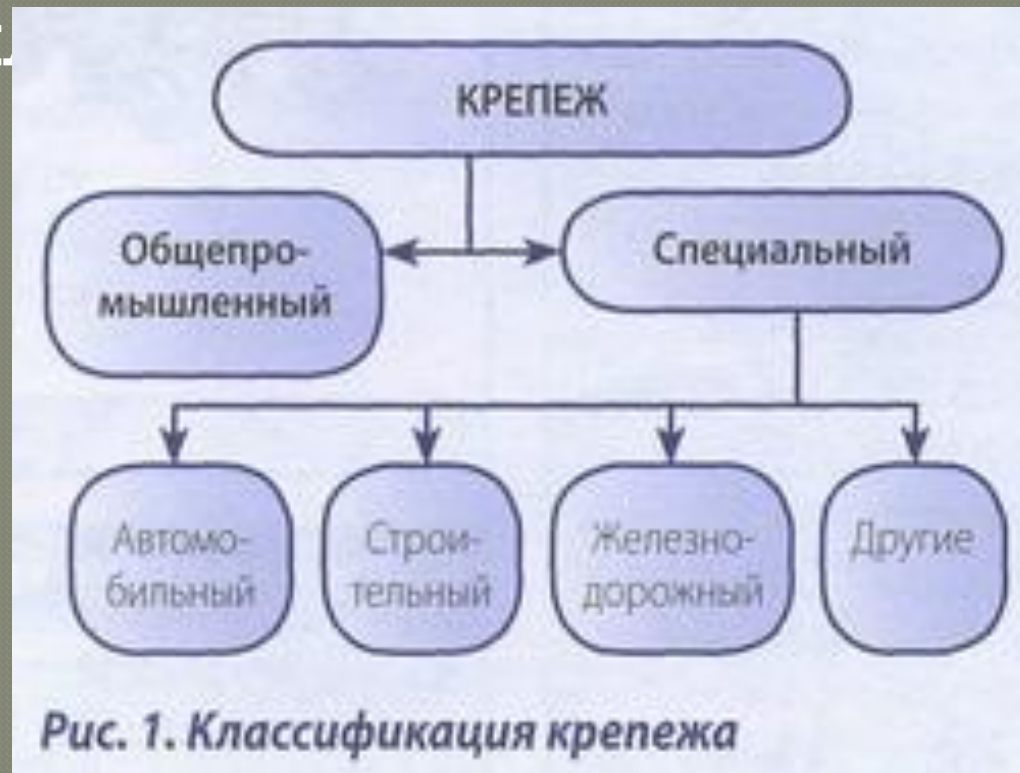 КРЕПЕЖ
Общепро-
мышленный
Специальный
Автомо-
бильный
Строи-
тельный
Железно-
дорожный
Другие
Рис. 1. Классификация крепежа